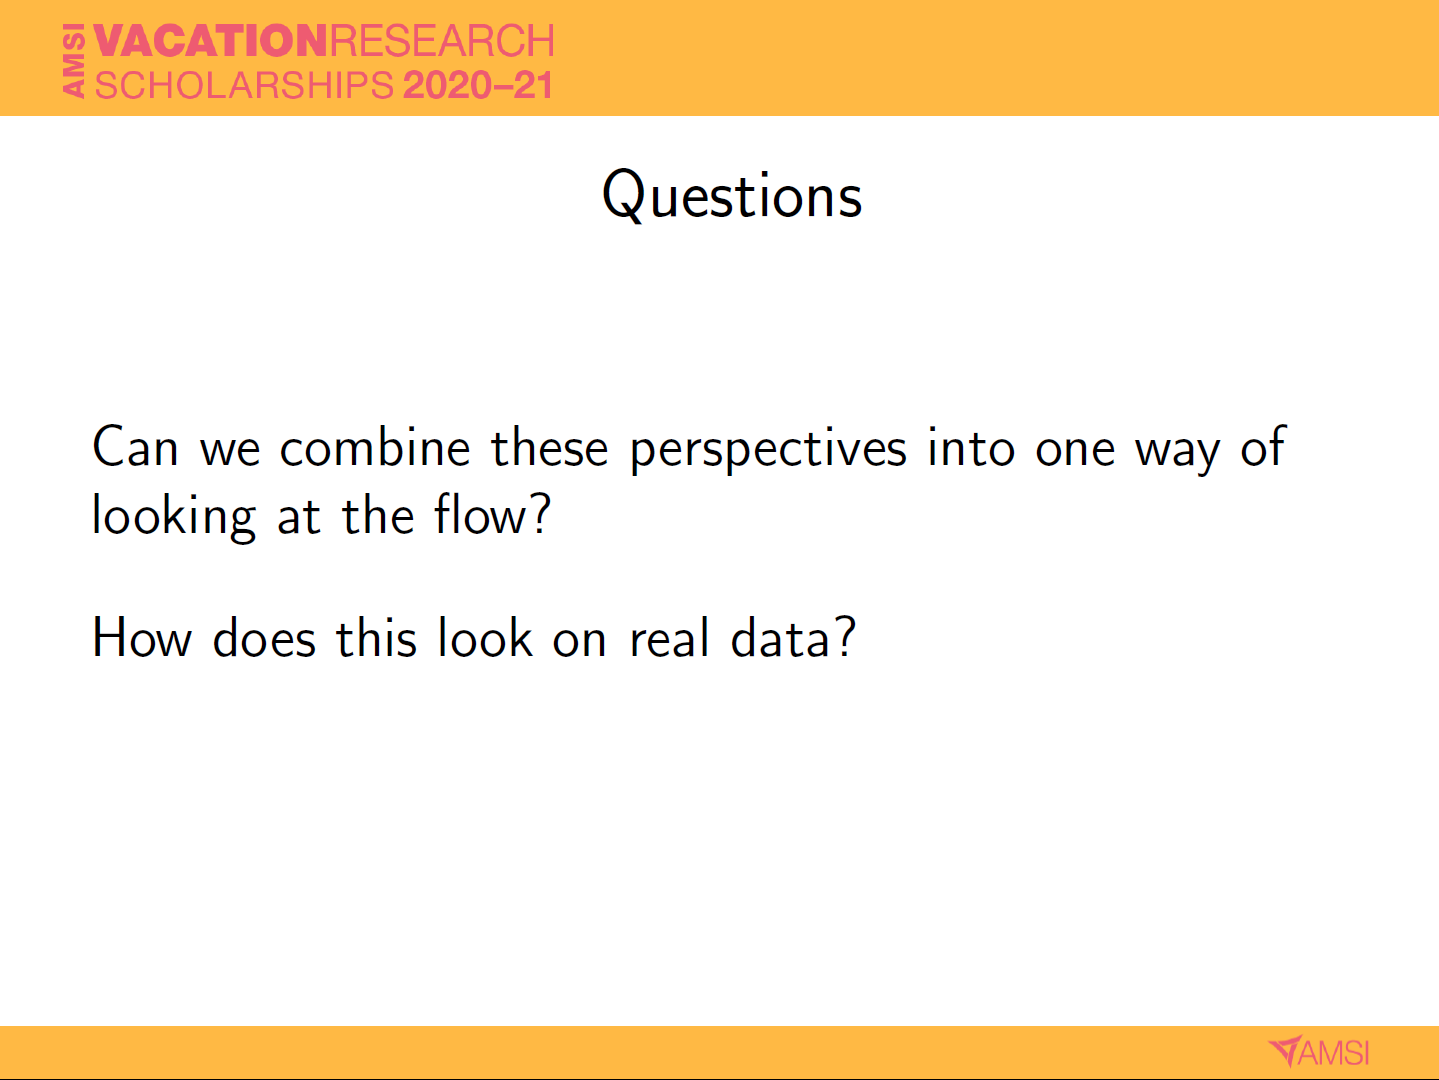 AMSI
VACATIONRESEARCH
SCHOLARSHIPS 2020–21
Questions
Can we combine these perspectives into one way of
looking at the flow?
How does this look on real data?
AMSI